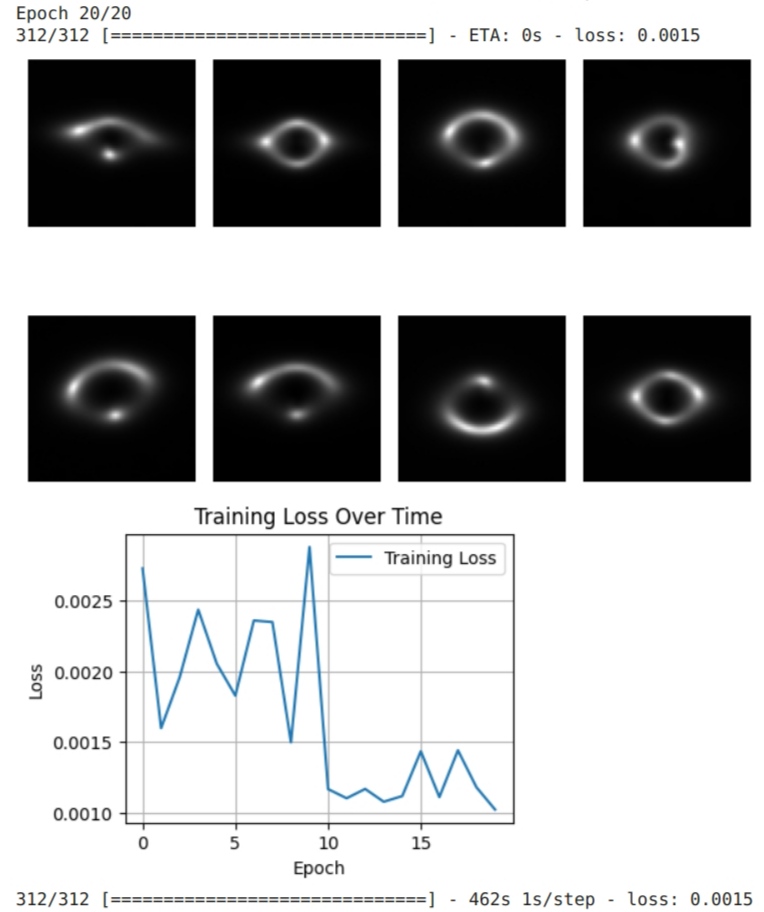 Epoch 20/20
312/312 [==============================] - ETA: 0s - loss: 0.0015
Training Loss Over Time
Training Loss
0.0025
0.0020
0.0015
0.0010
Loss
0 5 10 15
Epoch
312/312 [==============================] - 462s 1s/step - loss: 0.0015